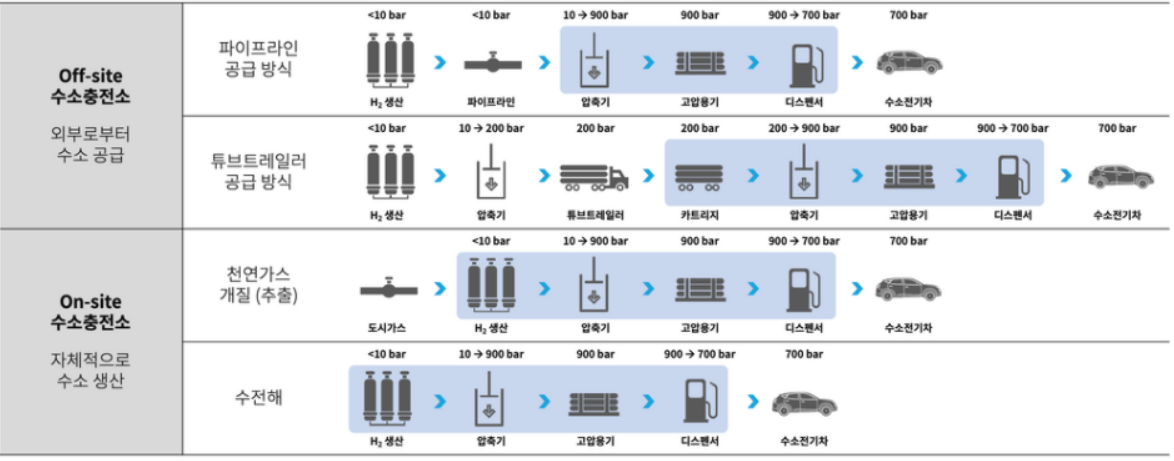 Off-site
수소충전소
외부로부터
수소 공급
파이프라인
공급 방식
<10 bar
<10 bar
10 → 900 bar
900 bar
900 → 700 bar
700 bar
H₂ 생산
파이프라인
압축기
고압용기
디스펜서
수소전기차
튜브트레일러
공급 방식
<10 bar
10 → 200 bar
200 bar
200 bar
200 → 900 bar
900 bar
900 → 700 bar
700 bar
H₂ 생산
압축기
튜브트레일러
카트리지
압축기
고압용기
디스펜서
수소전기차
On-site
수소충전소
자체적으로
수소 생산
천연가스
개질 (추출)
<10 bar
10 → 900 bar
900 bar
900 → 700 bar
700 bar
도시가스
H₂ 생산
압축기
고압용기
디스펜서
수소전기차
수전해
<10 bar
10 → 900 bar
900 bar
900 → 700 bar
700 bar
H₂ 생산
압축기
고압용기
디스펜서
수소전기차